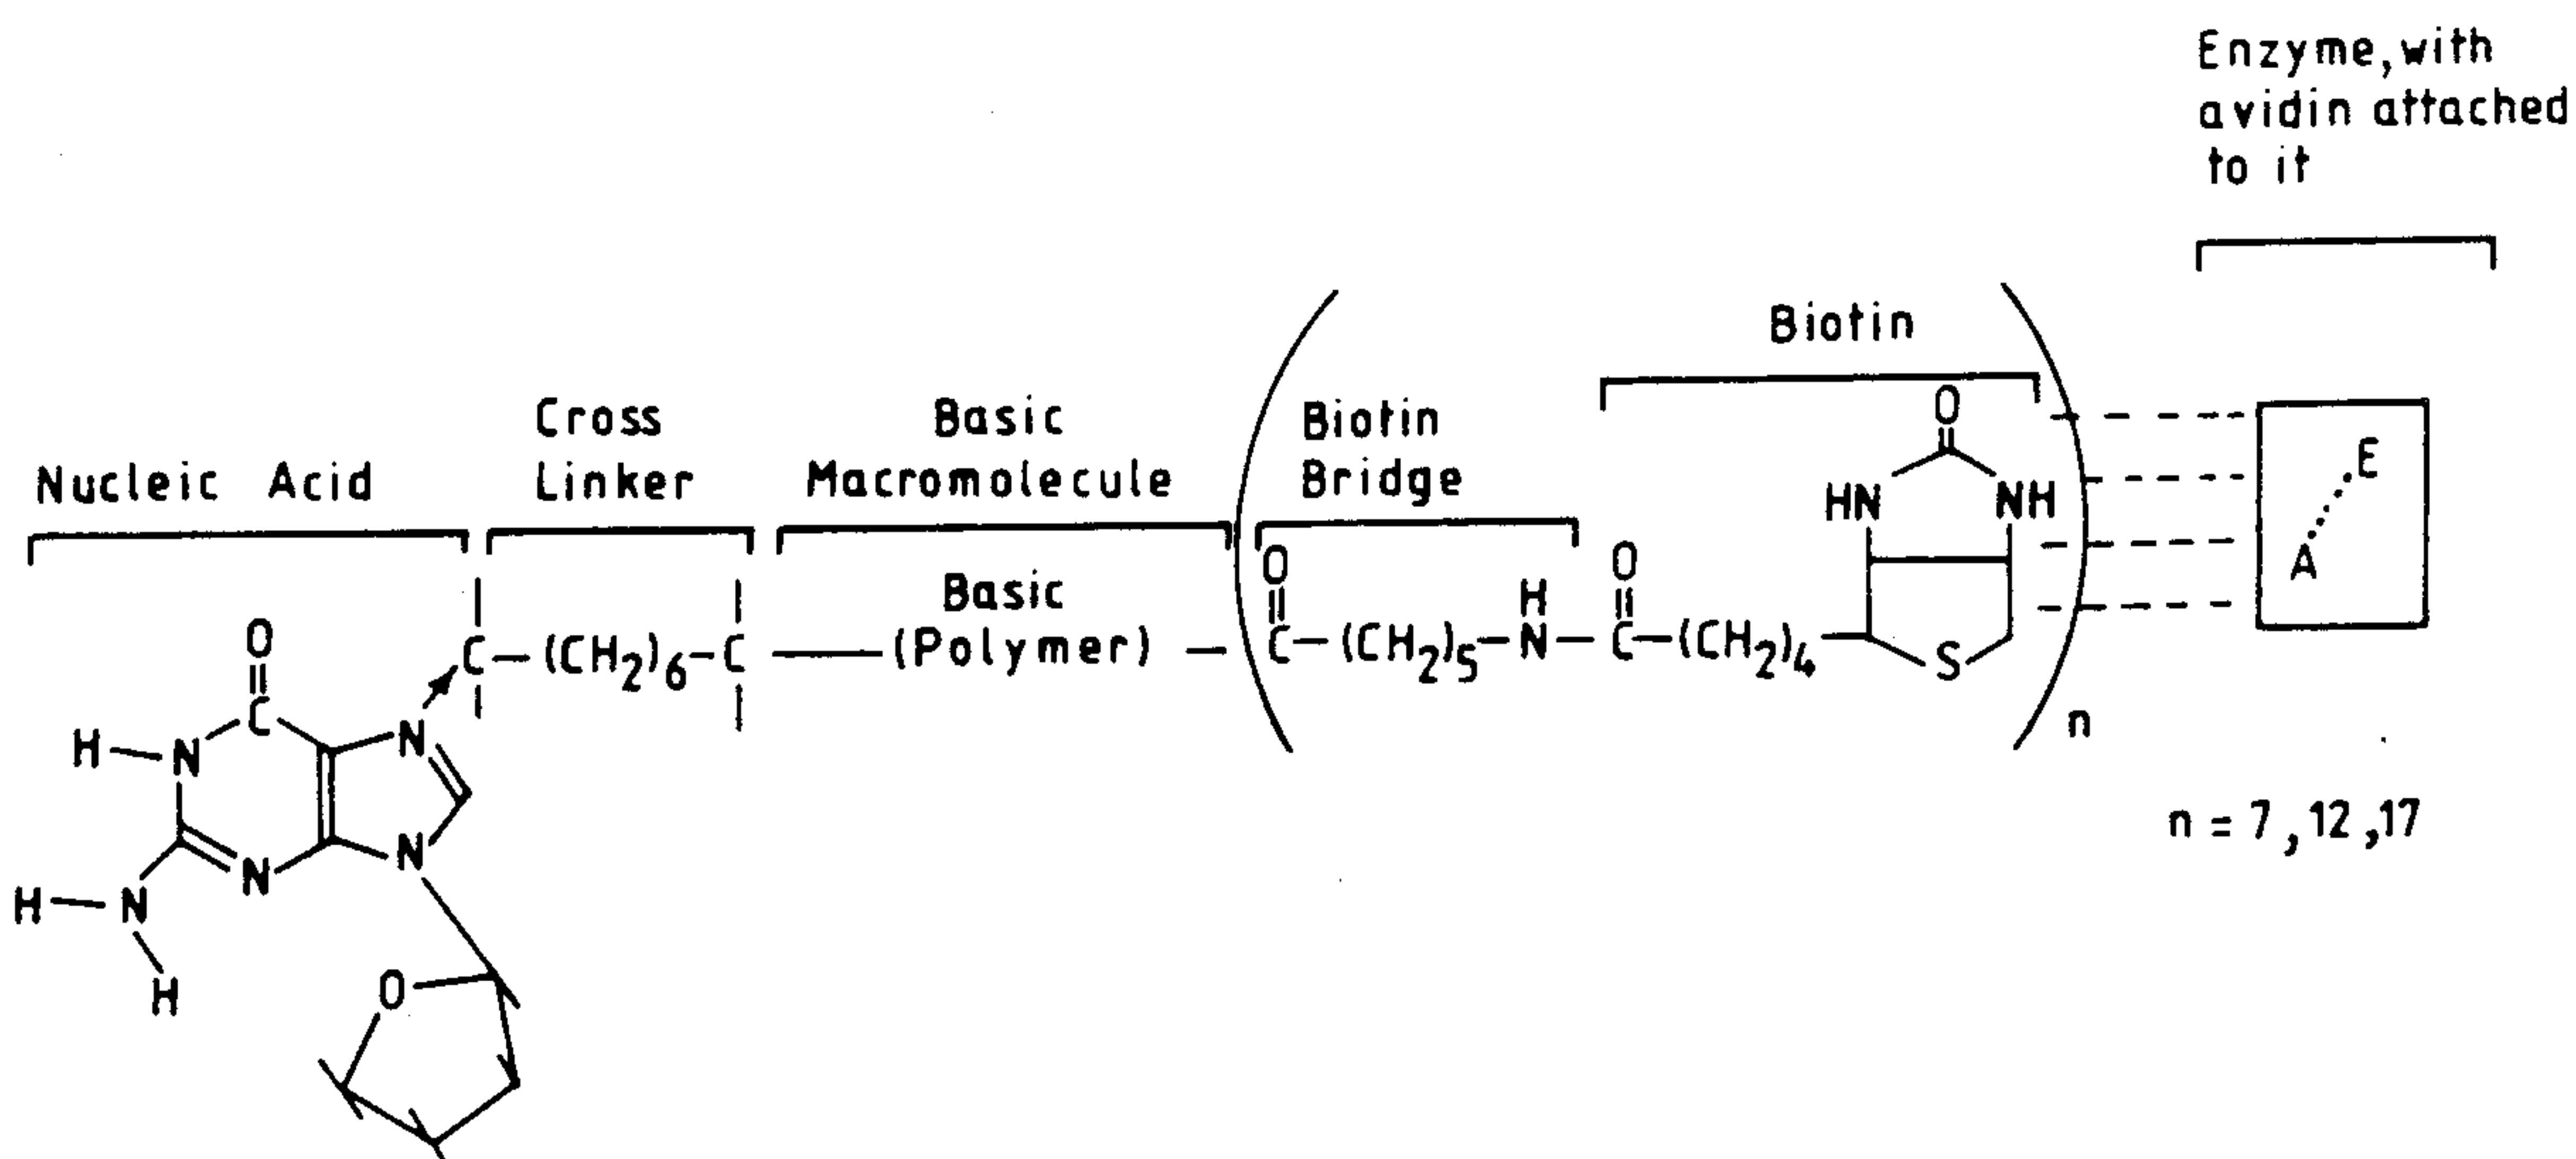 Enzyme, with
avidin attached
to it
Biotin
Nucleic Acid
Cross
Linker
Basic
Macromolecule
Biotin
Bridge
O
HN
NH
C–(CH₂)₆–C
Basic
(Polymer)
O
C–(CH₂)₅–N–C–(CH₂)₄
H
O
S
n
A
E
n = 7, 12, 17
O
C
H–N
N
N
N
H–N
H
O